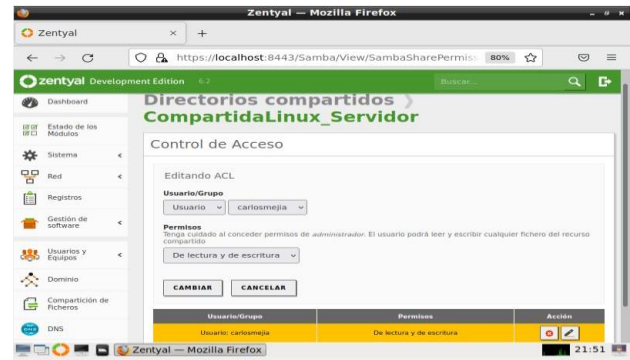 Zentyal — Mozilla Firefox
Zentyal × +
https://localhost:8443/Samba/View/SambaSharePermiss 80%
zentyal Development Edition 6.2 Buscar...
Dashboard
Estado de los
Módulos
Sistema
Red
Registros
Gestión de
software
Usuarios y
Equipos
Dominio
Compartición de
Ficheros
DNS
Directorios compartidos
CompartidaLinux_Servidor
Control de Acceso
Editando ACL
Usuario/Grupo
Usuario carlosmejia
Permisos
Tenga cuidado al conceder permisos de administrador. El usuario podrá leer y escribir cualquier fichero del recurso
compartido
De lectura y de escritura
CAMBIAR CANCELAR
Usuario/Grupo Permisos Acción
Usuario: carlosmejia De lectura y de escritura
Zentyal — Mozilla Firefox 21:51